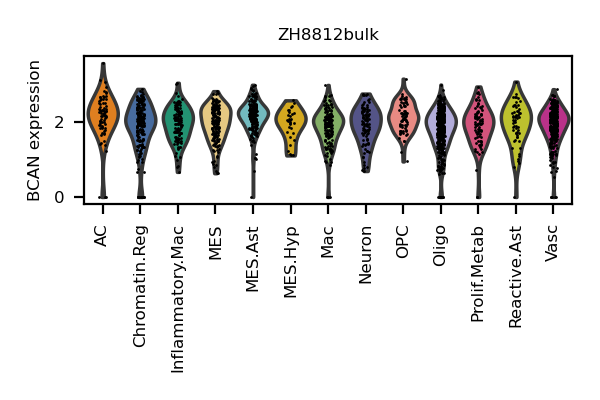 ZH8812bulk
BCAN expression
2
0
AC
Chromatin.Reg
Inflammatory.Mac
MES
MES.Ast
MES.Hyp
Mac
Neuron
OPC
Oligo
Prolif.Metab
Reactive.Ast
Vasc